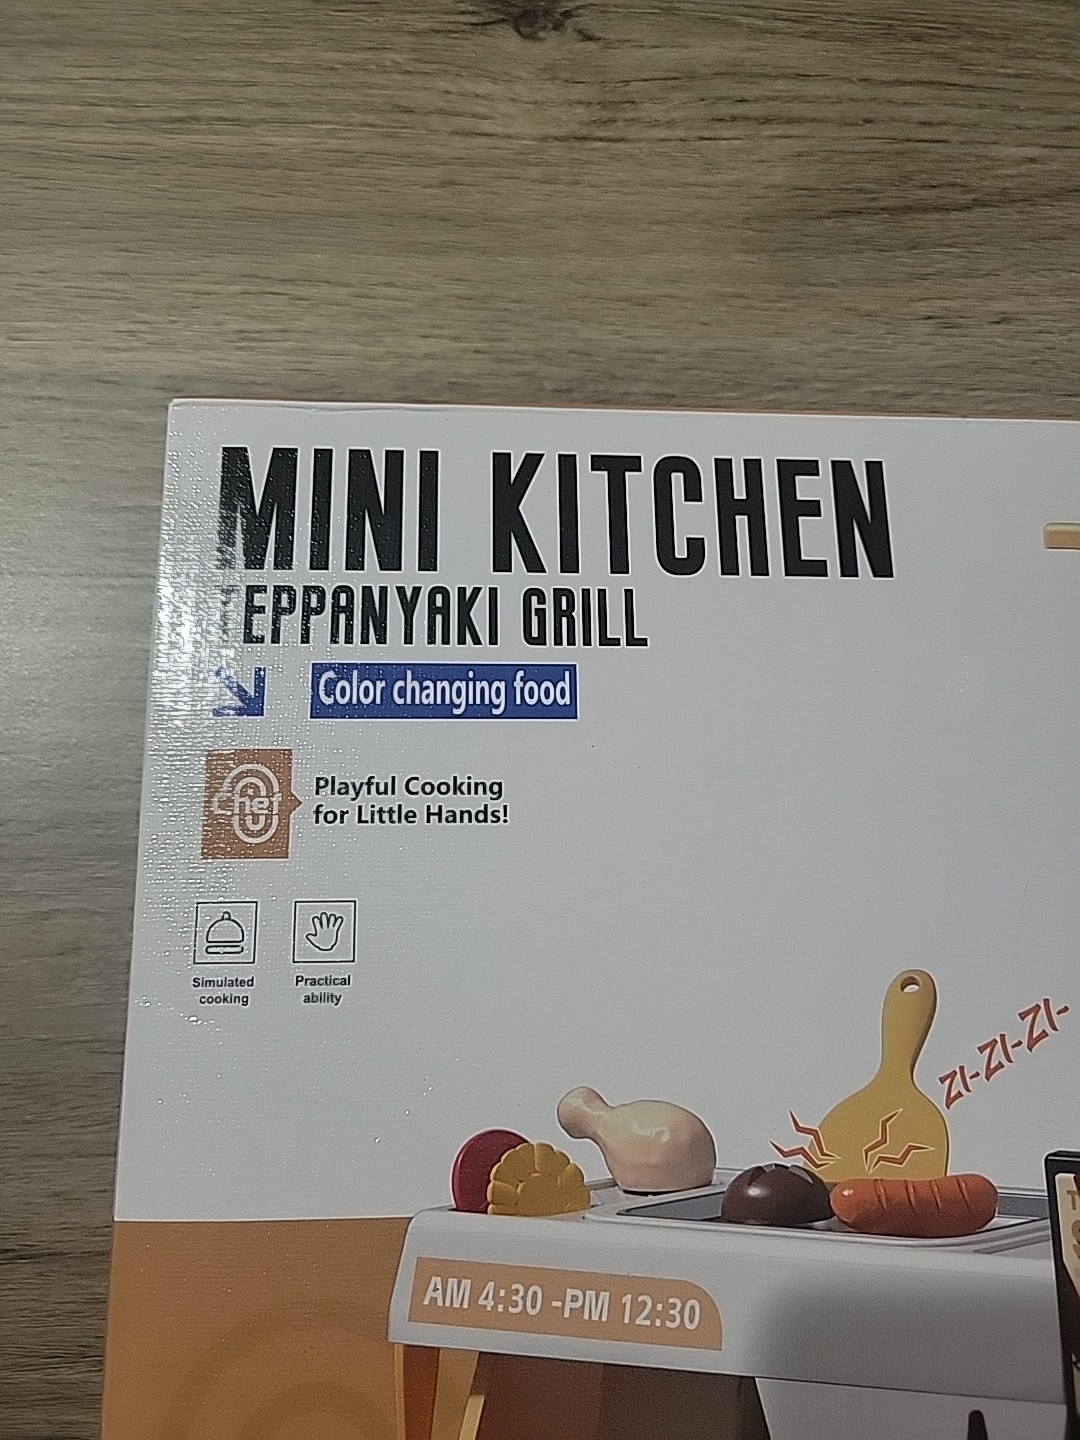 MINI KITCHEN
TEPPANYAKI GRILL
Color changing food
Chef
Playful Cooking
for Little Hands!
Simulated
cooking
Practical
ability
ZI-ZI-ZI-
AM 4:30 -PM 12:30